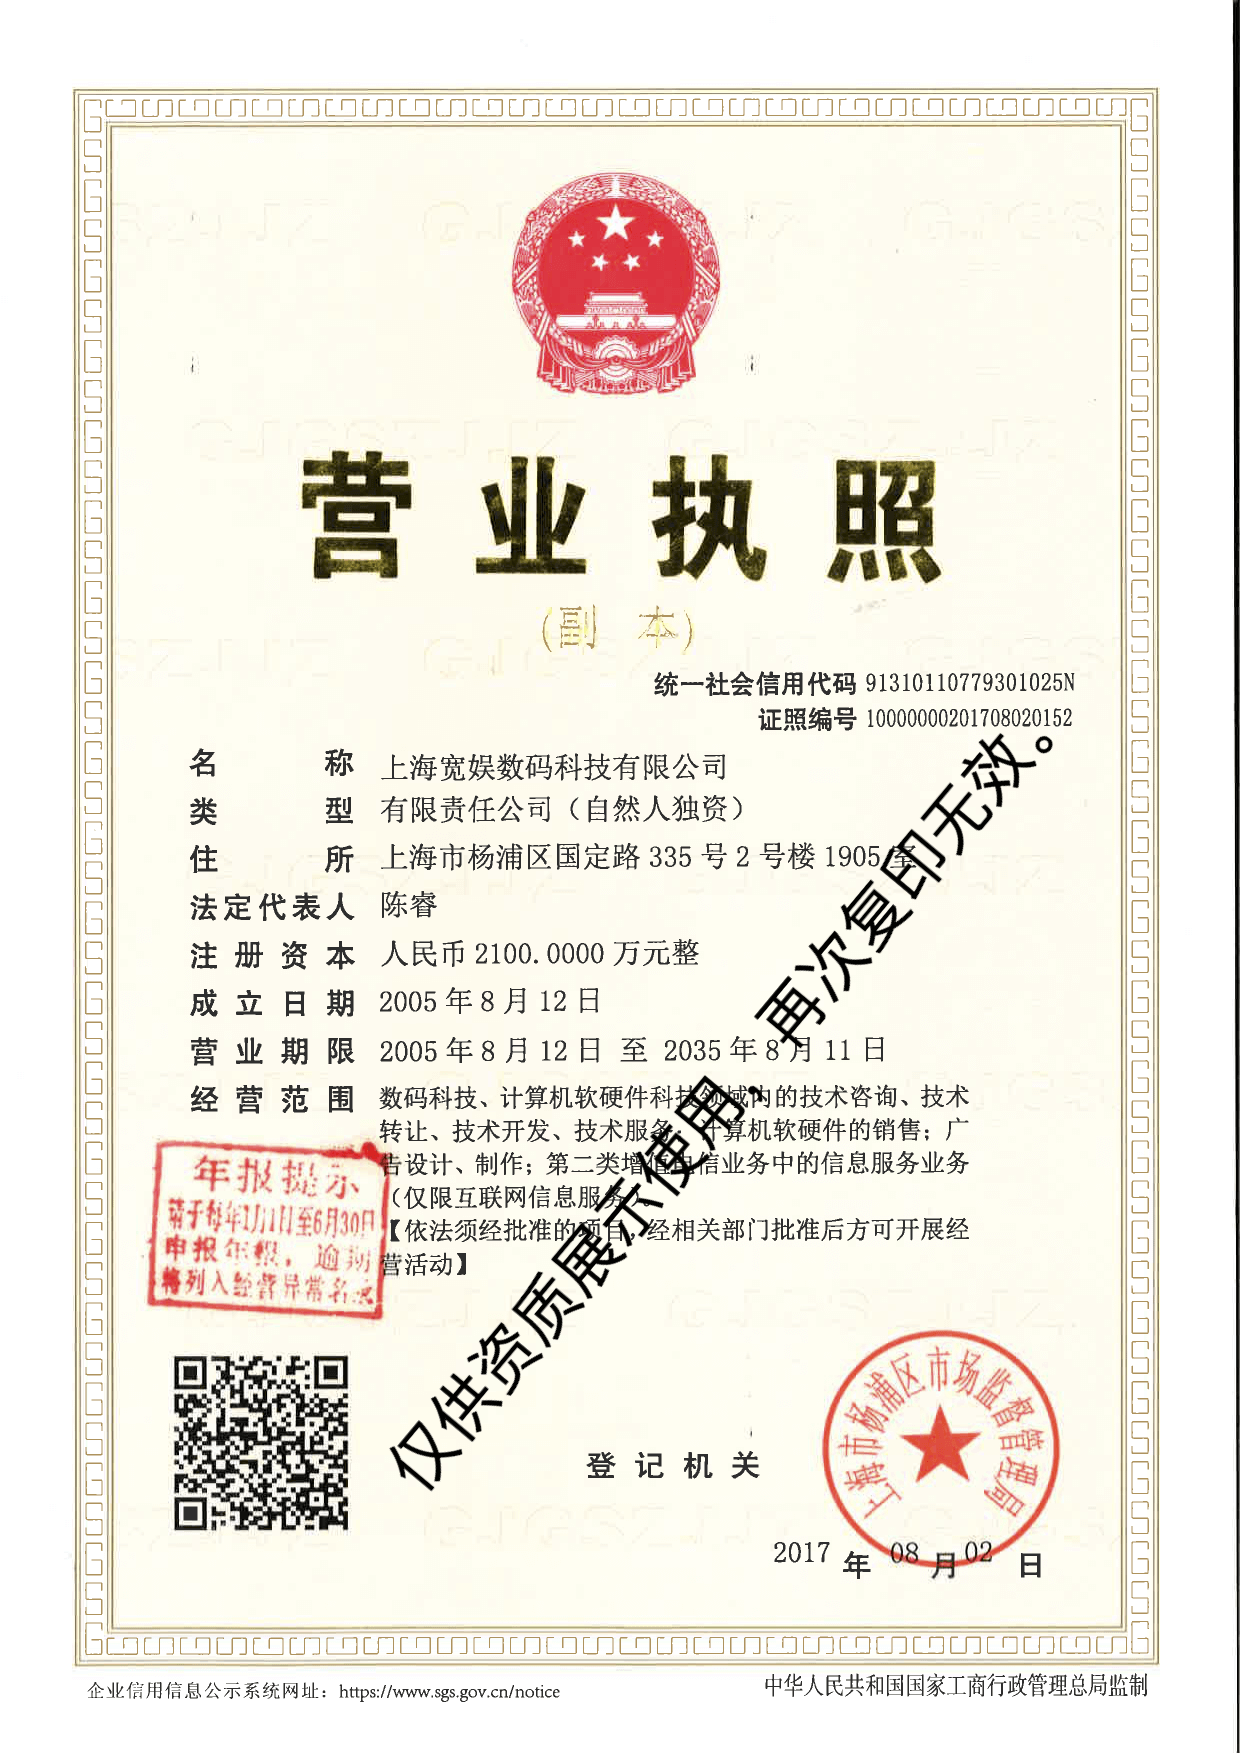 营业执照
(副 本)
统一社会信用代码 91310110779301025N
证照编号 10000000201708020152
名称 上海宽娱数码科技有限公司
类型 有限责任公司（自然人独资）
住所 上海市杨浦区国定路 335 号 2 号楼 1905 室
法定代表人 陈睿
注册资本 人民币 2100.0000 万元整
成立日期 2005 年 8 月 12 日
营业期限 2005 年 8 月 12 日 至 2035 年 8 月 11 日
经营范围 数码科技、计算机软硬件科技领域内的技术咨询、技术
转让、技术开发、技术服务，计算机软硬件的销售；广
告设计、制作；第二类增值电信业务中的信息服务业务
（仅限互联网信息服务）。
【依法须经批准的项目，经相关部门批准后方可开展经
营活动】
年报提示
请于每年1月1日至6月30日
申报年报，逾期
将列入经营异常名录
仅供资质展示使用，再次复印无效。
登记机关
上海市杨浦区市场监督管理局
2017 年 08 月 02 日
企业信用信息公示系统网址：https://www.sgs.gov.cn/notice
中华人民共和国国家工商行政管理总局监制